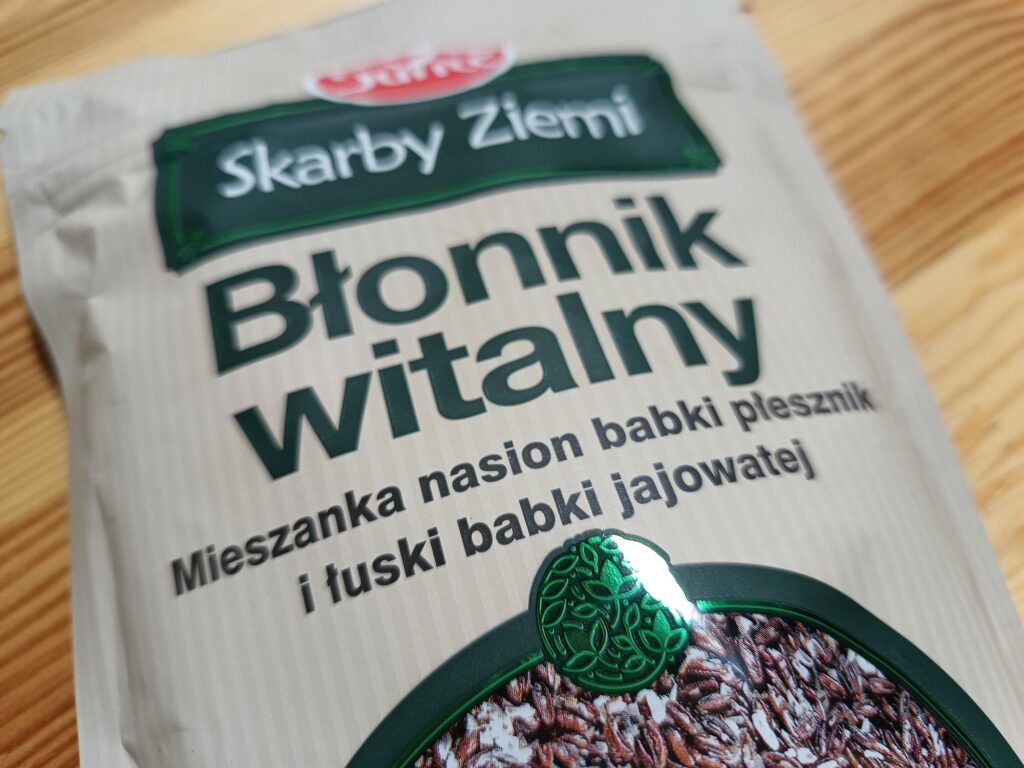 Skarby Ziemi
Błonnik
witalny
Mieszanka nasion babki płesznik
i łuski babki jajowatej